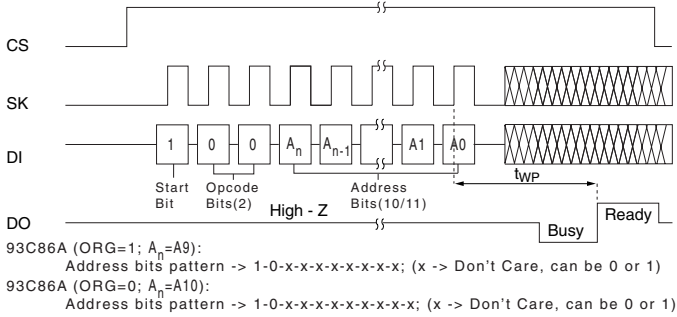 CS
SK
DI 1 0 0 An An-1 A1 A0
Start Bit Opcode Bits(2) Address Bits(10/11) tWP
DO High - Z Busy Ready
93C86A (ORG=1; An=A9):
Address bits pattern -> 1-0-x-x-x-x-x-x-x-x; (x -> Don't Care, can be 0 or 1)
93C86A (ORG=0; An=A10):
Address bits pattern -> 1-0-x-x-x-x-x-x-x-x-x; (x -> Don't Care, can be 0 or 1)